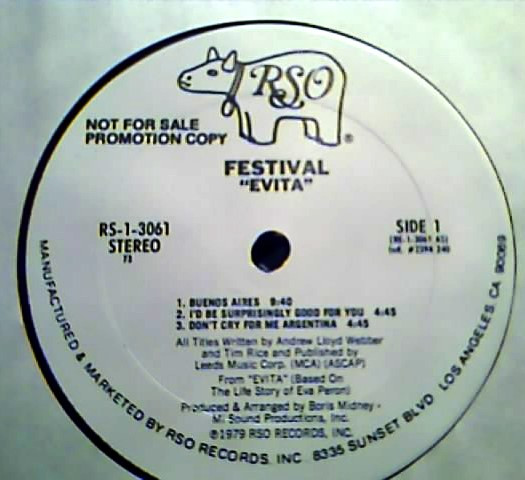 RSO
®
NOT FOR SALE
PROMOTION COPY
FESTIVAL
"EVITA"
RS-1-3061
STEREO
SIDE 1
1. BUENOS AIRES 9:40
2. I'D BE SURPRISINGLY GOOD FOR YOU 4:45
3. DON'T CRY FOR ME ARGENTINA 4:45
All Titles Written by Andrew Lloyd Webber
and Tim Rice and Published by
Leeds Music Corp. (MCA) (ASCAP)
From "EVITA" (Based On
The Life Story of Eva Peron)
Produced & Arranged by Boris Midney -
Mi Sound Productions, Inc.
℗1979 RSO RECORDS, INC.
MANUFACTURED & MARKETED BY RSO RECORDS, INC 8335 SUNSET BLVD LOS ANGELES, CA 90069